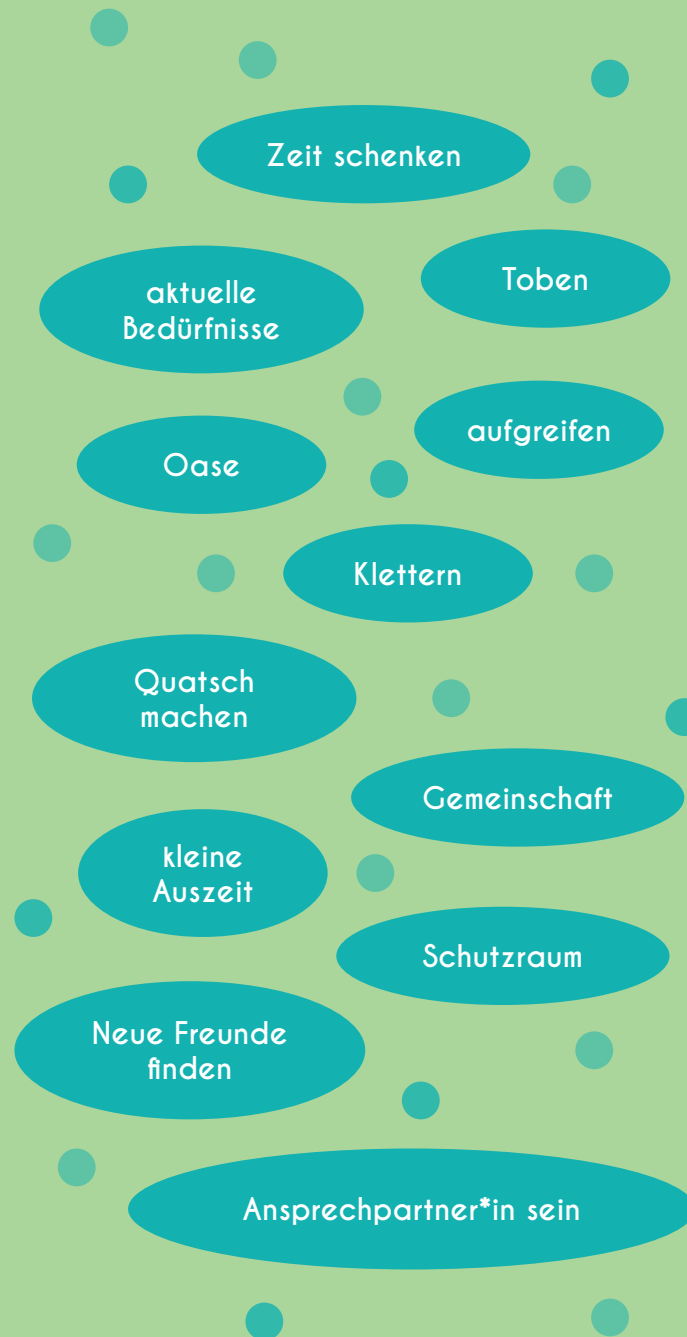 Zeit schenken
Toben
aktuelle
Bedürfnisse
aufgreifen
Oase
Klettern
Quatsch
machen
Gemeinschaft
kleine
Auszeit
Schutzraum
Neue Freunde
finden
Ansprechpartner*in sein